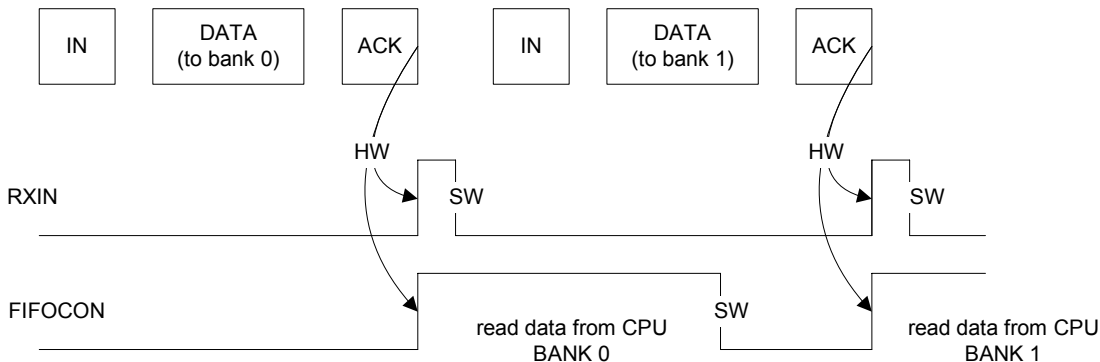 IN
DATA
(to bank 0)
ACK
IN
DATA
(to bank 1)
ACK
HW
HW
RXIN
SW
SW
FIFOCON
SW
read data from CPU
BANK 0
read data from CPU
BANK 1